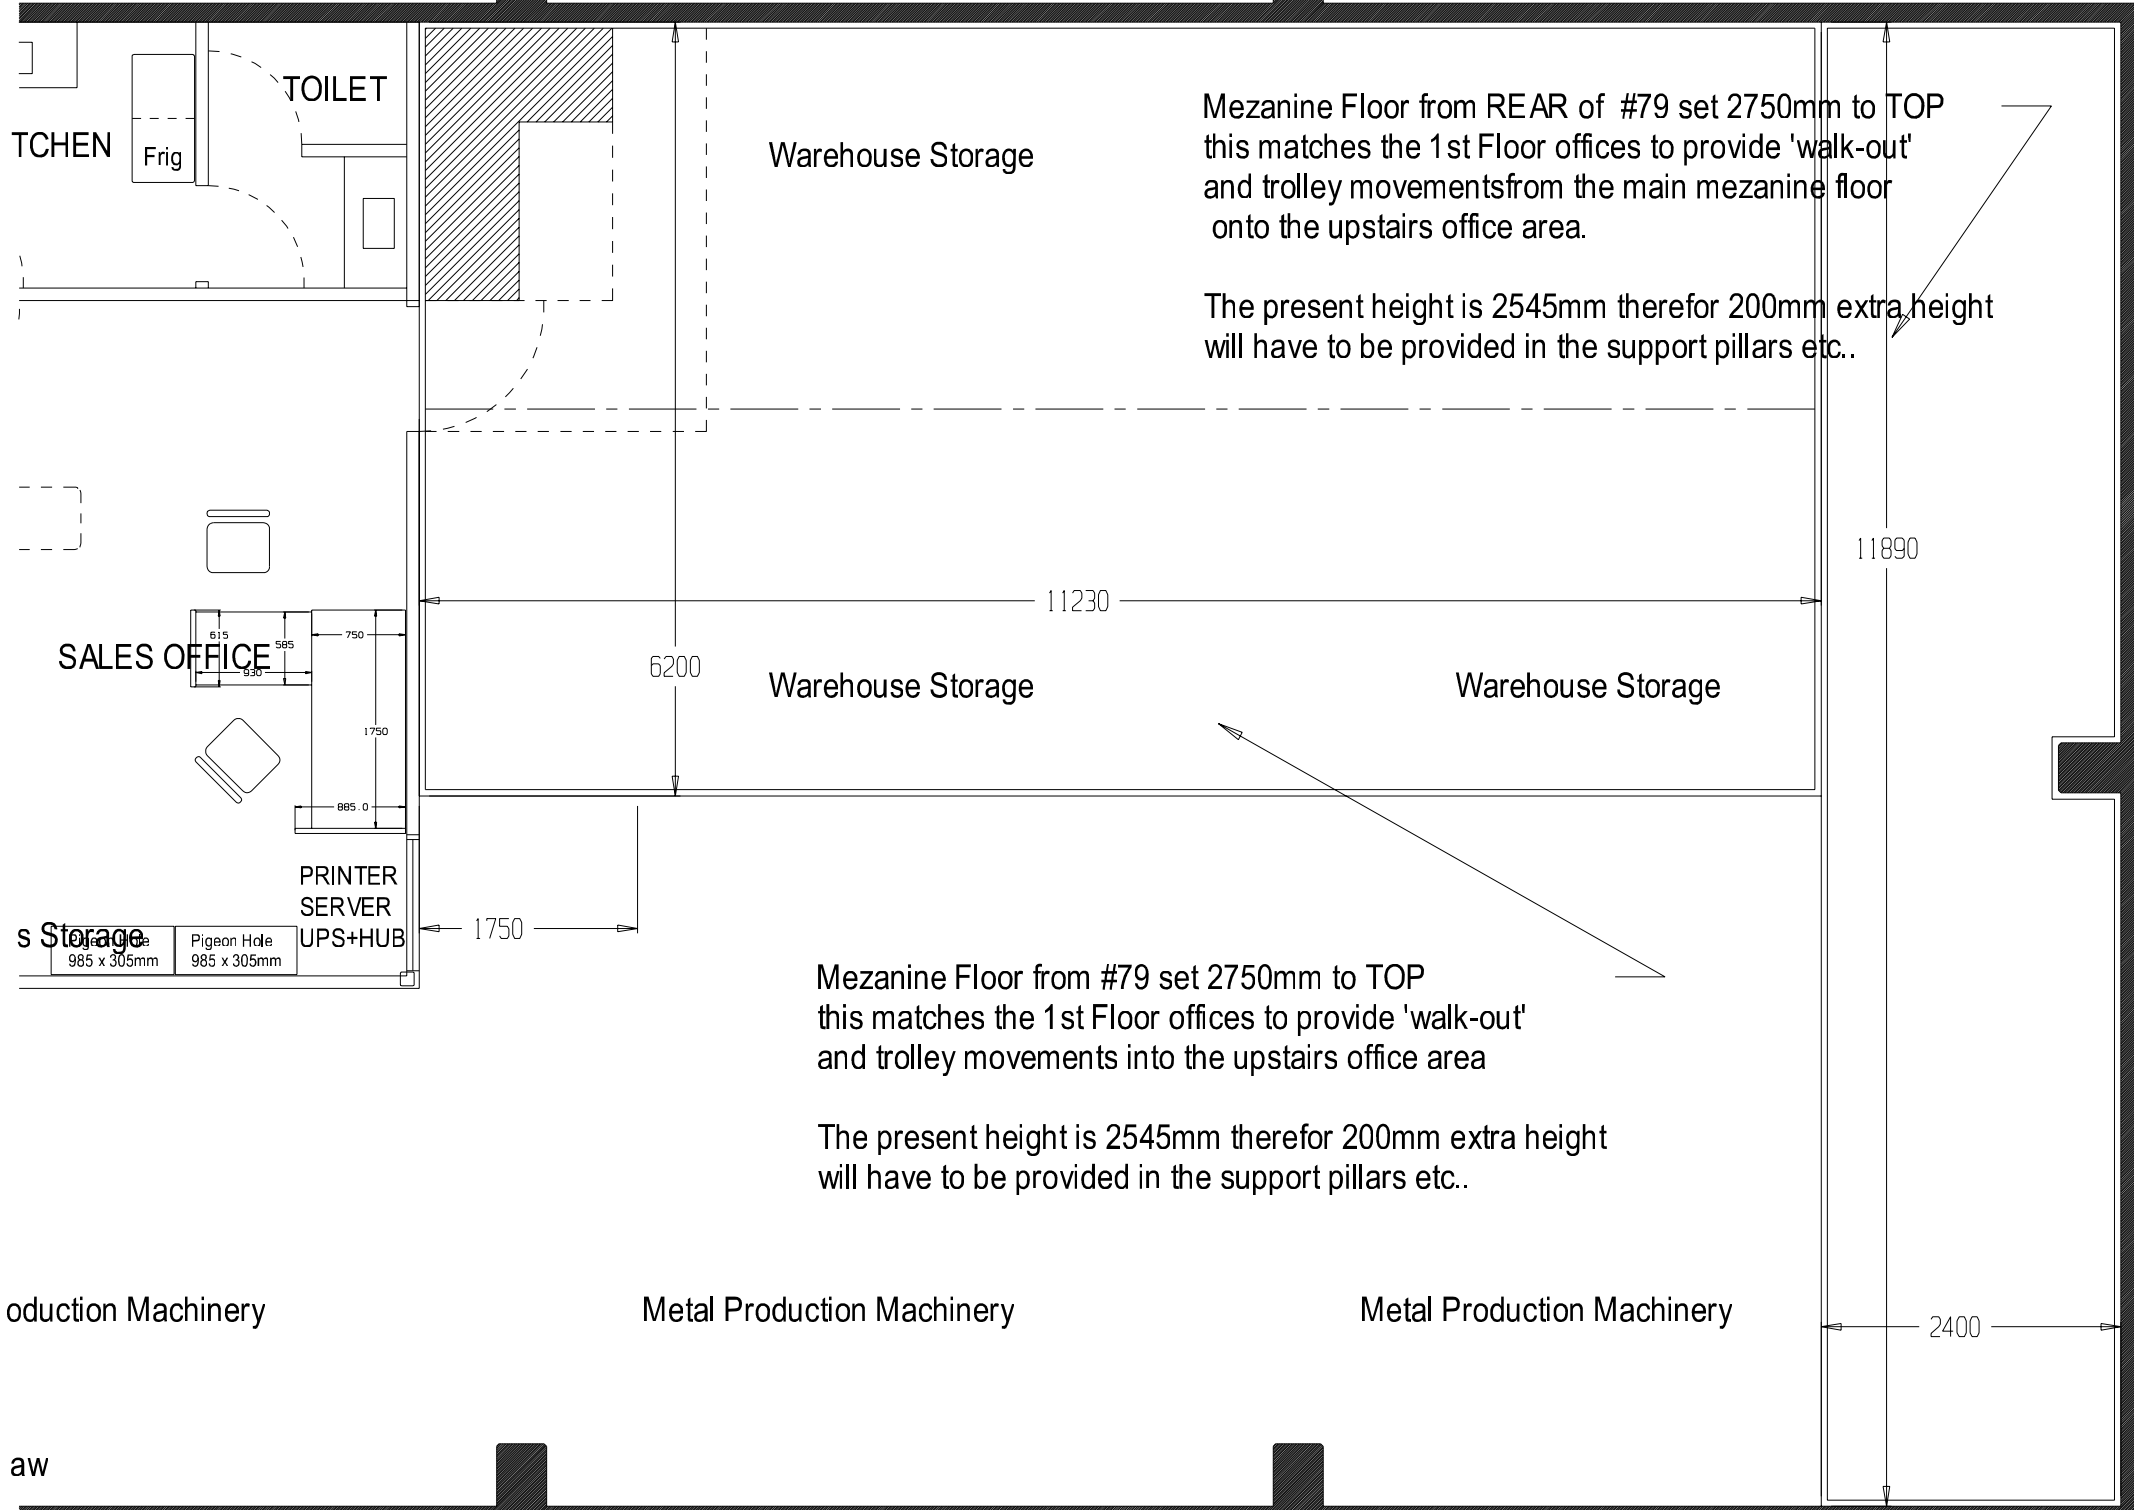 TOILET
TCHEN
Frig
Warehouse Storage
Mezanine Floor from REAR of #79 set 2750mm to TOP
this matches the 1st Floor offices to provide 'walk-out'
and trolley movementsfrom the main mezanine floor
onto the upstairs office area.
The present height is 2545mm therefor 200mm extra height
will have to be provided in the support pillars etc..
11890
11230
615
585
750
SALES OFFICE
930
6200
Warehouse Storage
Warehouse Storage
1750
885.0
PRINTER
SERVER
UPS+HUB
1750
s Storage
Pigeon Hole
985 x 305mm
Pigeon Hole
985 x 305mm
Mezanine Floor from #79 set 2750mm to TOP
this matches the 1st Floor offices to provide 'walk-out'
and trolley movements into the upstairs office area
The present height is 2545mm therefor 200mm extra height
will have to be provided in the support pillars etc..
oduction Machinery
Metal Production Machinery
Metal Production Machinery
2400
aw